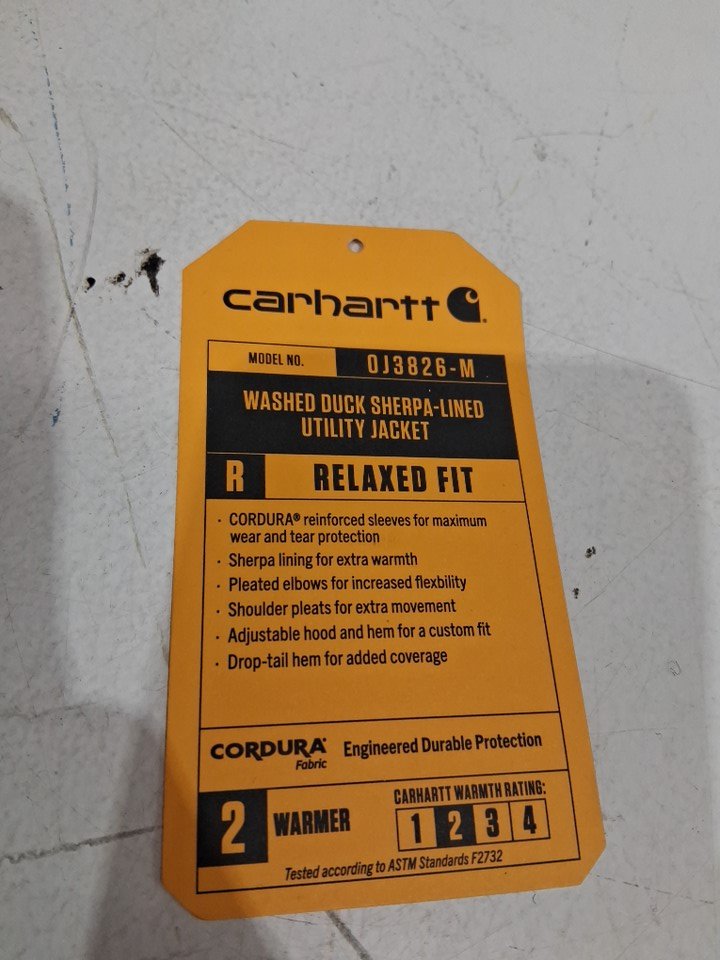 carhartt
MODEL NO. OJ3826-M
WASHED DUCK SHERPA-LINED
UTILITY JACKET
R RELAXED FIT
· CORDURA® reinforced sleeves for maximum
wear and tear protection
· Sherpa lining for extra warmth
· Pleated elbows for increased flexbility
· Shoulder pleats for extra movement
· Adjustable hood and hem for a custom fit
· Drop-tail hem for added coverage
CORDURA® Engineered Durable Protection
Fabric
CARHARTT WARMTH RATING:
2 WARMER 1 2 3 4
Tested according to ASTM Standards F2732